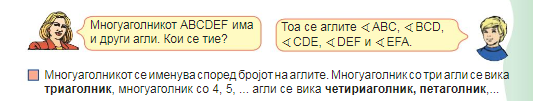 Многуаголникот ABCDEF има
и други агли. Кои се тие?
Тоа се аглите ∢ABC, ∢BCD,
∢CDE, ∢DEF и ∢EFA.
Многуаголникот се именува според бројот на аглите. Многуаголник со три агли се вика
триаголник, многуаголник со 4, 5, ... агли се вика четириаголник, петаголник,...